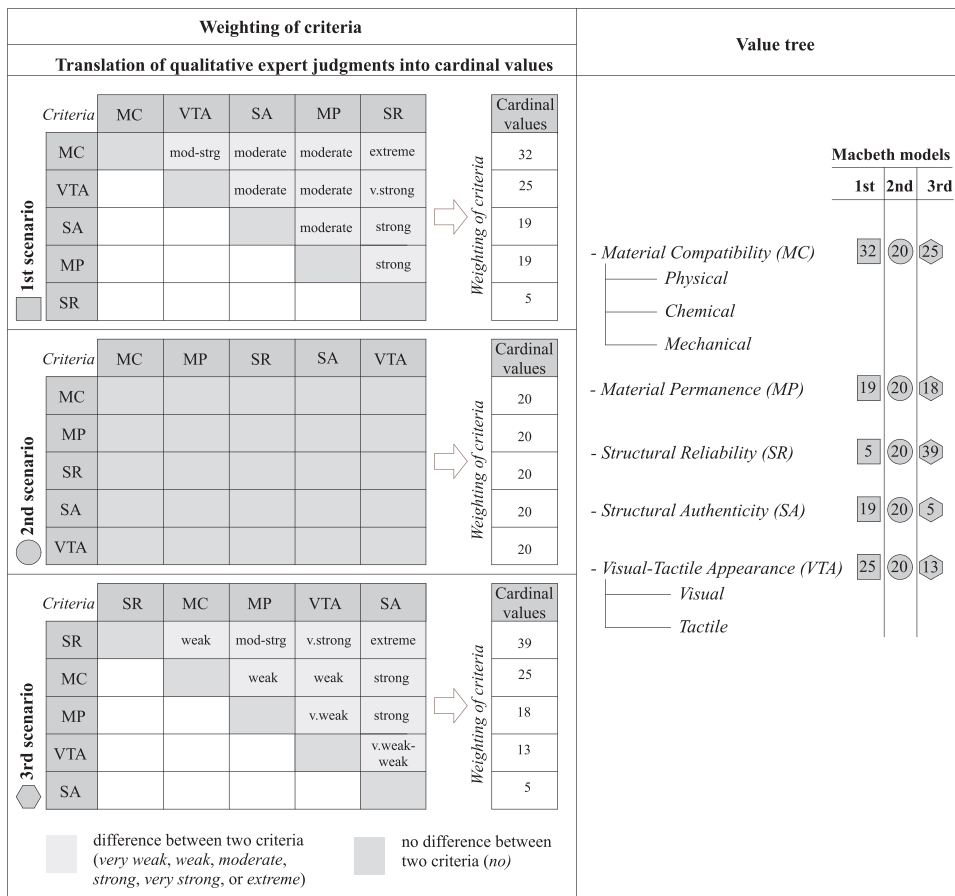 Weighting of criteria
Translation of qualitative expert judgments into cardinal values
1st scenario
Criteria MC VTA SA MP SR
MC mod-strg moderate moderate extreme
VTA moderate moderate v.strong
SA moderate strong
MP strong
SR
Weighting of criteria
Cardinal
values
32
25
19
19
5
2nd scenario
Criteria MC MP SR SA VTA
MC
MP
SR
SA
VTA
Weighting of criteria
Cardinal
values
20
20
20
20
20
3rd scenario
Criteria SR MC MP VTA SA
SR weak mod-strg v.strong extreme
MC weak weak strong
MP v.weak strong
VTA v.weak-
weak
SA
Weighting of criteria
Cardinal
values
39
25
18
13
5
difference between two criteria
(very weak, weak, moderate,
strong, very strong, or extreme)
no difference between
two criteria (no)
Value tree
Macbeth models
1st 2nd 3rd
- Material Compatibility (MC) 32 20 25
Physical
Chemical
Mechanical
- Material Permanence (MP) 19 20 18
- Structural Reliability (SR) 5 20 39
- Structural Authenticity (SA) 19 20 5
- Visual-Tactile Appearance (VTA) 25 20 13
Visual
Tactile